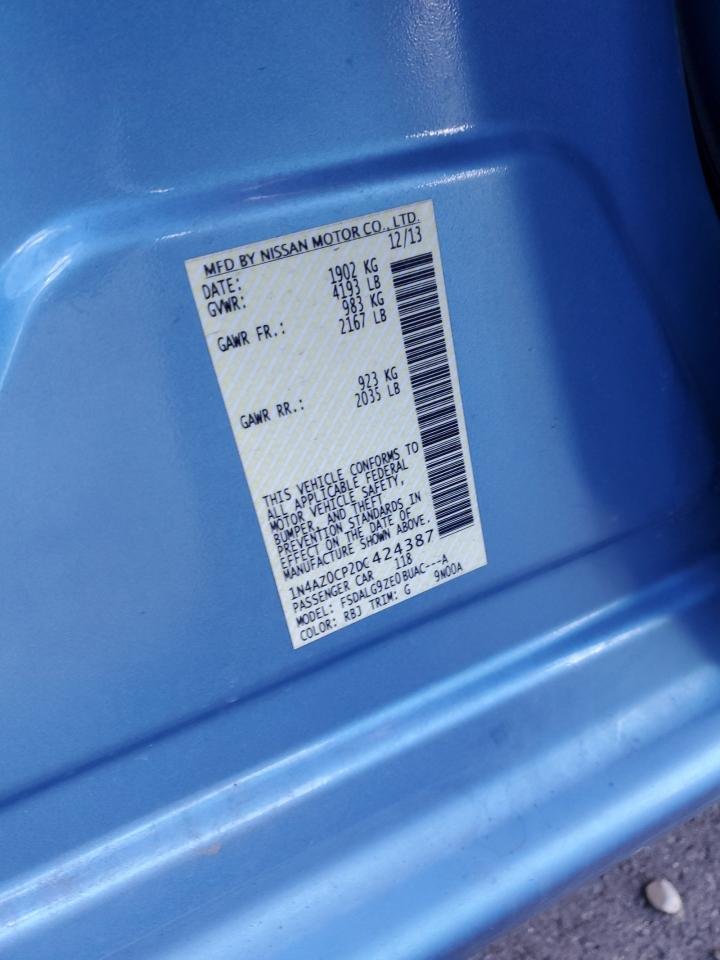 MFD BY NISSAN MOTOR CO., LTD.
DATE: 12/13
GVWR: 1902 KG
4193 LB
GAWR FR.: 983 KG
2167 LB
GAWR RR.: 923 KG
2035 LB
THIS VEHICLE CONFORMS TO
ALL APPLICABLE FEDERAL
MOTOR VEHICLE SAFETY,
BUMPER, AND THEFT
PREVENTION STANDARDS IN
EFFECT ON THE DATE OF
MANUFACTURE SHOWN ABOVE.
1N4AZ0CP2DC424387
PASSENGER CAR 118
MODEL: FSDALG9ZE0BUAC---A
COLOR: RBJ TRIM: G 9N00A